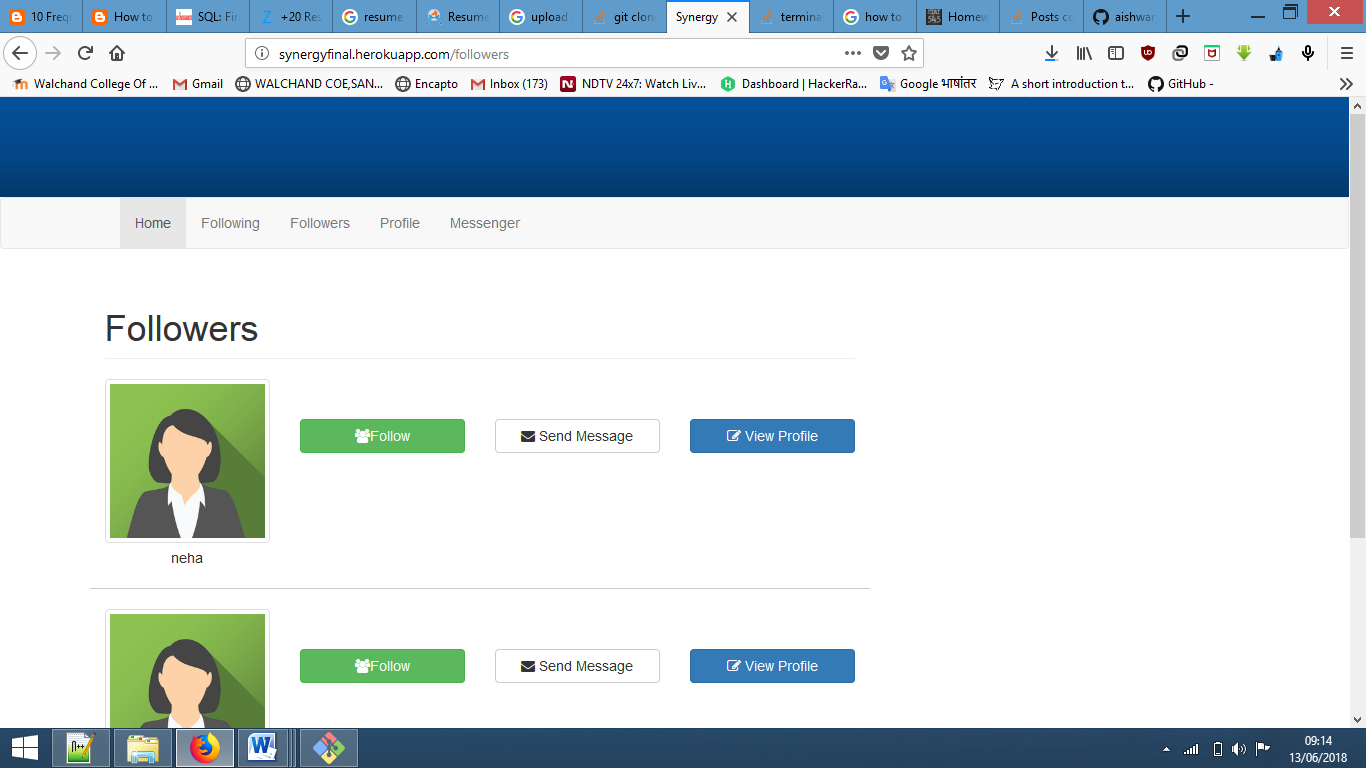 10 Freq How to SQL: Fin +20 Res resume Resume upload git clon Synergy termina how to Homew Posts co aishwar
synergyfinal.herokuapp.com/followers
Walchand College Of ... Gmail WALCHAND COE,SAN... Encapto Inbox (173) NDTV 24x7: Watch Liv... Dashboard | HackerRa... Google भाषांतर A short introduction t... GitHub -
Home Following Followers Profile Messenger
Followers
Follow Send Message View Profile
neha
Follow Send Message View Profile
09:14
13/06/2018